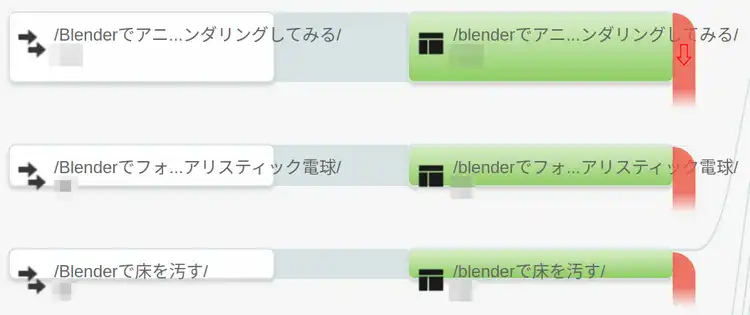 /Blenderでアニ...ンダリングしてみる/
/blenderでアニ...ンダリングしてみる/
/Blenderでフォ...アリスティック電球/
/blenderでフォ...アリスティック電球/
/Blenderで床を汚す/
/blenderで床を汚す/